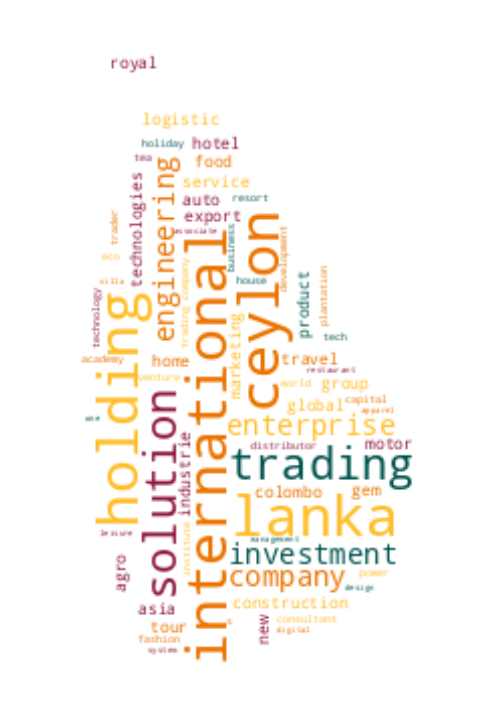 royal
logistic
holiday
hotel
tea
food
engineering
service
technologies
auto
resort
export
trader
associate
business
ceylon
international
development
eco
trading company
villa
house
product
plantation
technology
holding
marketing
tech
academy
home
travel
restaurant
venture
world
group
capital
global
apparel
one
solution
enterprise
industrie
distributor
motor
trading
colombo
gem
lanka
leisure
institute
management
investment
agro
company
power
design
asia
construction
new
s
consultant
tour
digital
fashion
system